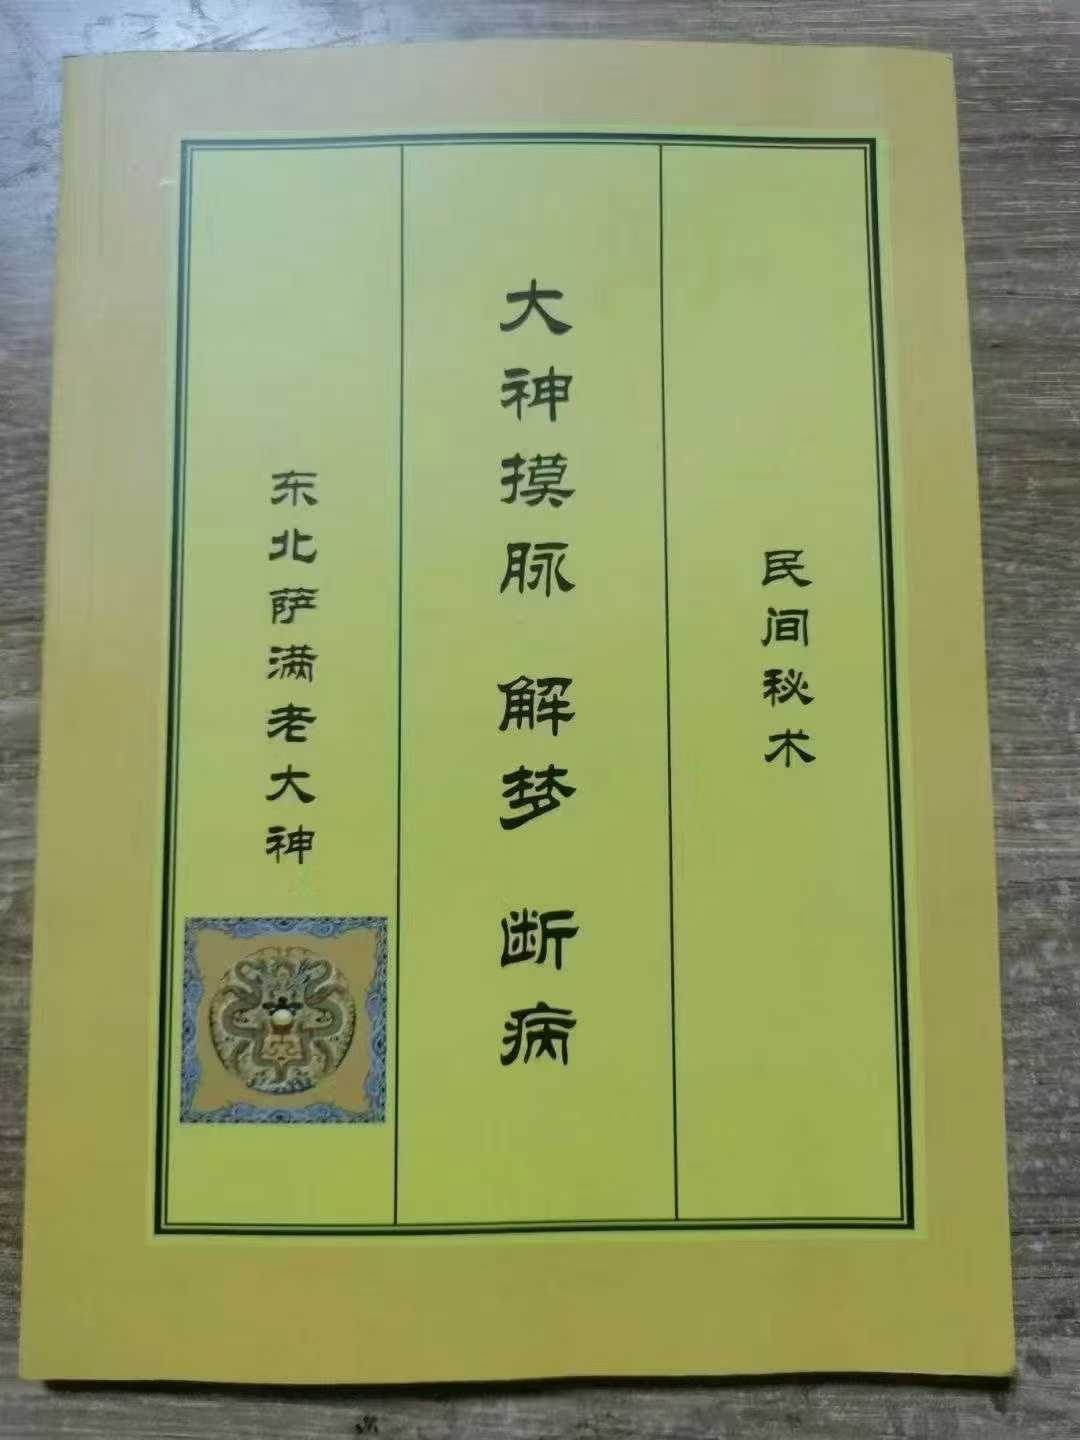 民间秘术
大神摸脉 解梦 断病
东北萨满老大神